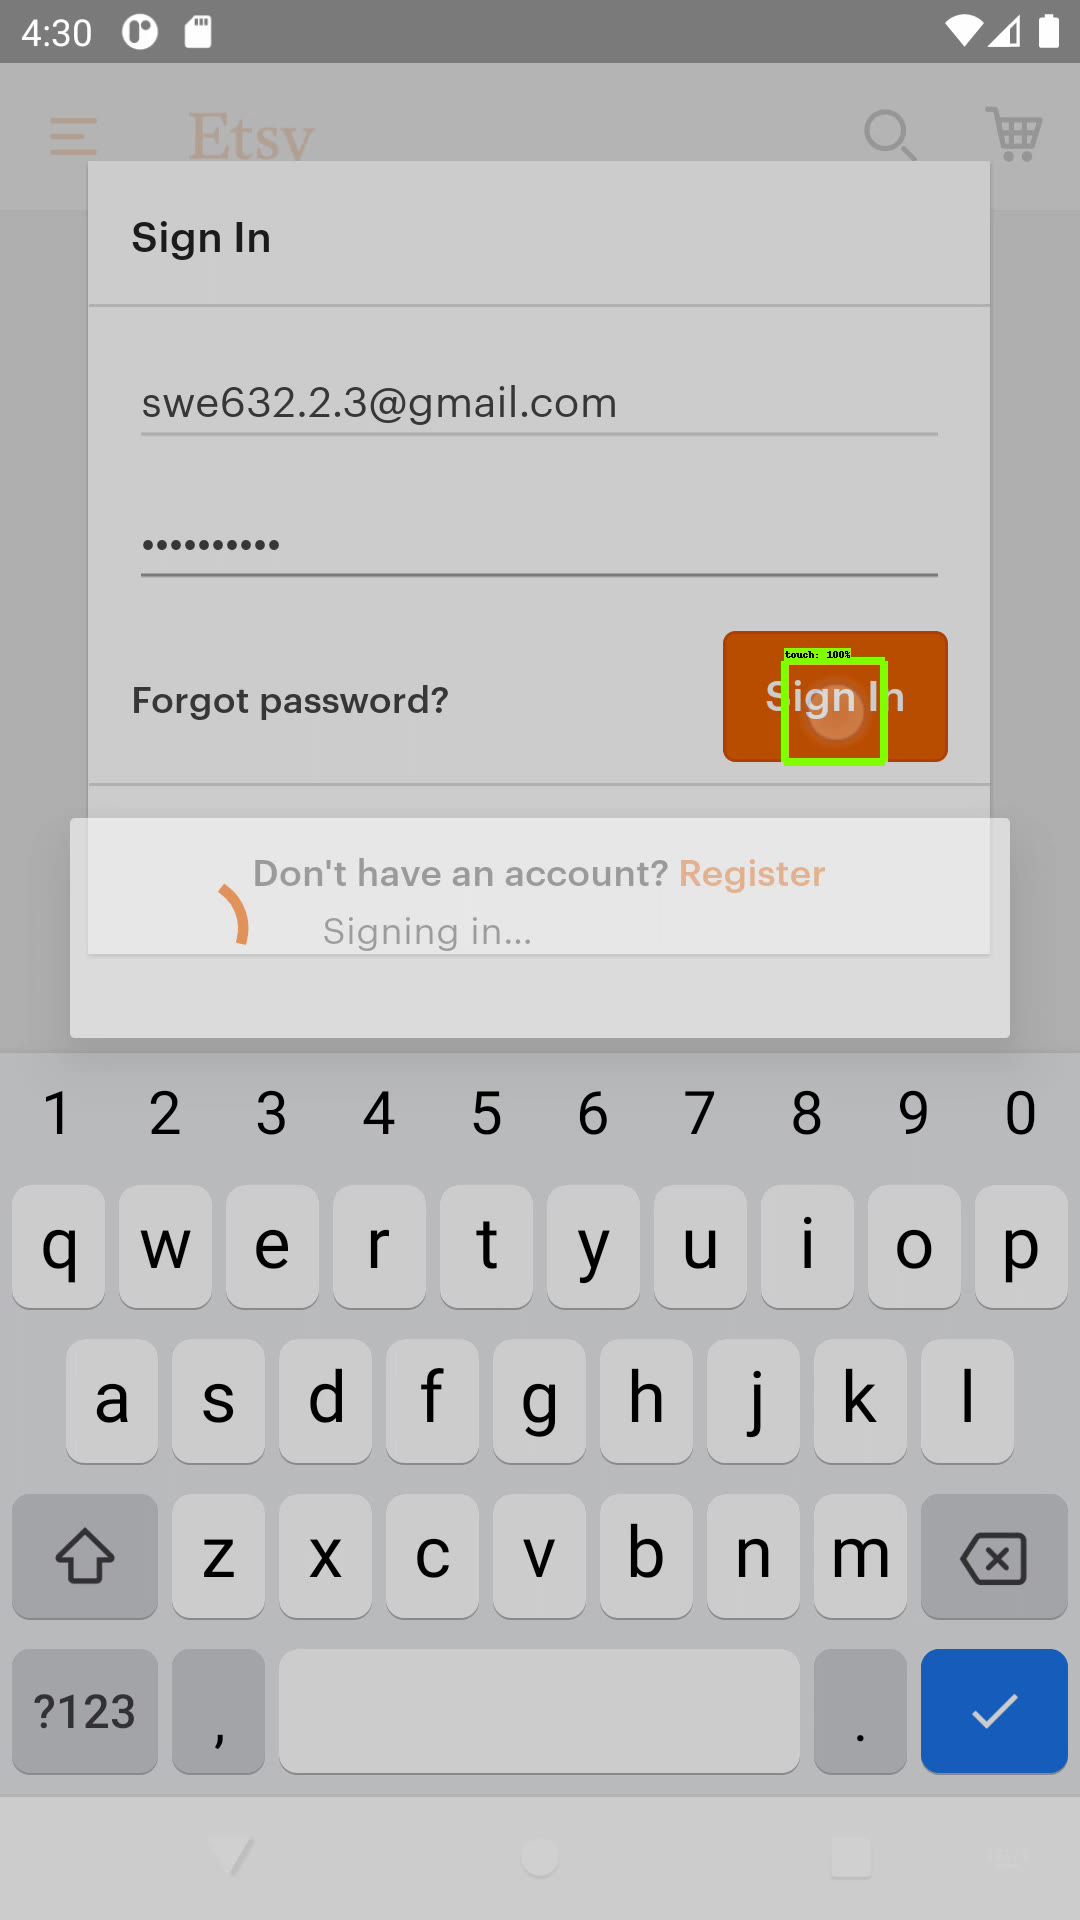 4:30
Etsy
Sign In
swe632.2.3@gmail.com
••••••••••
touch: 100%
Forgot password?
Sign In
Don't have an account? Register
Signing in...
1 2 3 4 5 6 7 8 9 0
q w e r t y u i o p
a s d f g h j k l
z x c v b n m
?123 , .